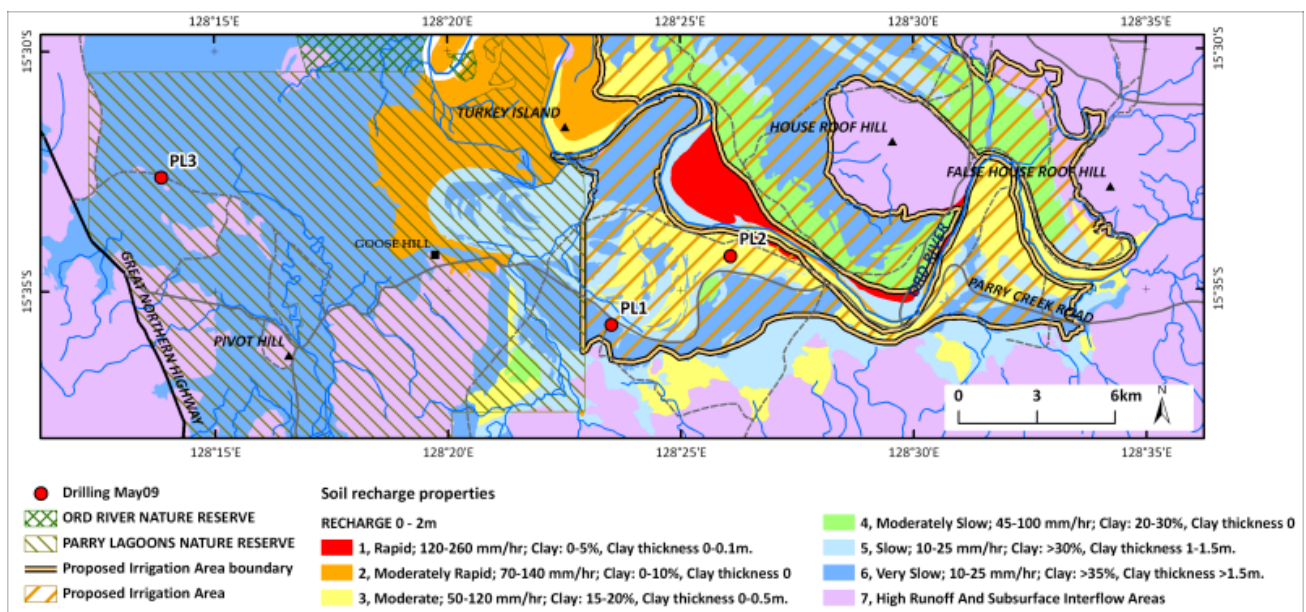 128°15'E 128°20'E 128°25'E 128°30'E 128°35'E
15°30'S 15°30'S
TURKEY ISLAND
HOUSE ROOF HILL
PL3
FALSE HOUSE ROOF HILL
GOOSE HILL
PL2
ORD RIVER
15°35'S 15°35'S
GREAT NORTHERN HIGHWAY
PARRY CREEK ROAD
PL1
PIVOT HILL
N
0 3 6km
128°15'E 128°20'E 128°25'E 128°30'E 128°35'E
Drilling May09
ORD RIVER NATURE RESERVE
PARRY LAGOONS NATURE RESERVE
Proposed Irrigation Area boundary
Proposed Irrigation Area
Soil recharge properties
RECHARGE 0 - 2m
1, Rapid; 120-260 mm/hr; Clay: 0-5%, Clay thickness 0-0.1m.
2, Moderately Rapid; 70-140 mm/hr; Clay: 0-10%, Clay thickness 0
3, Moderate; 50-120 mm/hr; Clay: 15-20%, Clay thickness 0-0.5m.
4, Moderately Slow; 45-100 mm/hr; Clay: 20-30%, Clay thickness 0
5, Slow; 10-25 mm/hr; Clay: >30%, Clay thickness 1-1.5m.
6, Very Slow; 10-25 mm/hr; Clay: >35%, Clay thickness >1.5m.
7, High Runoff And Subsurface Interflow Areas